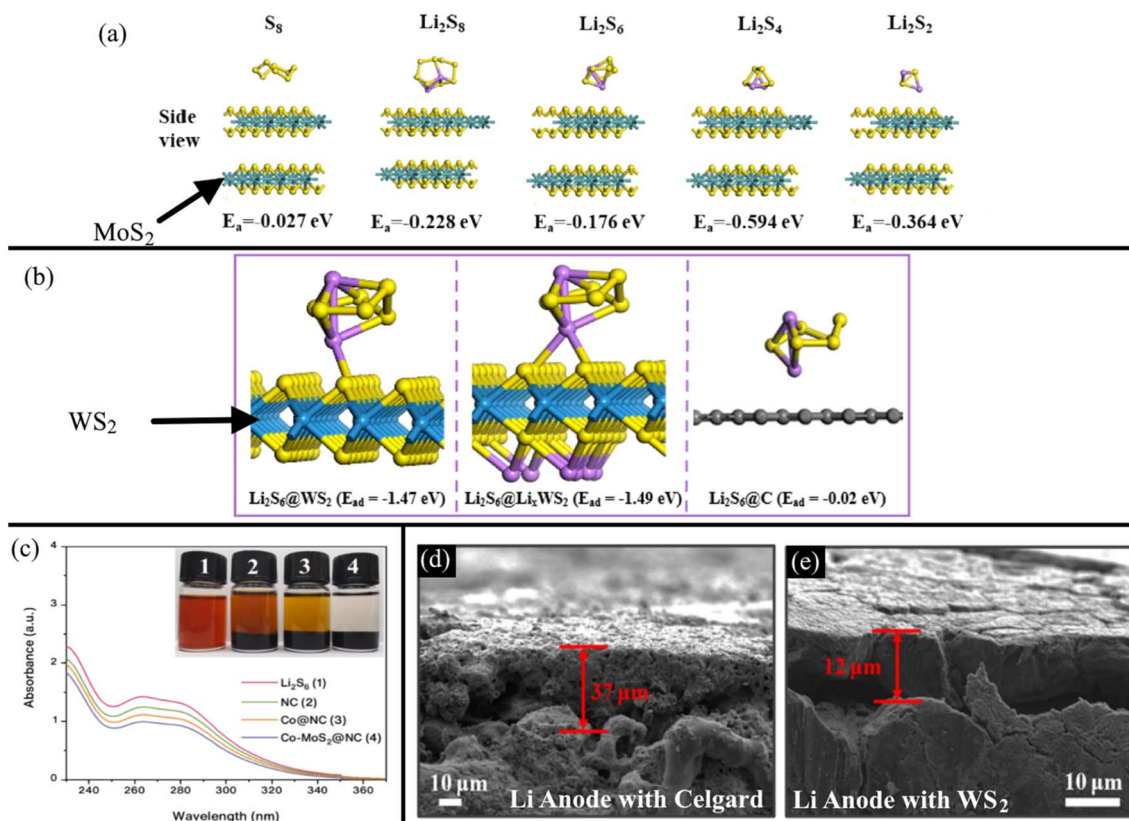 (a)
S₈ Li₂S₈ Li₂S₆ Li₂S₄ Li₂S₂
Side
view
MoS₂
Eₐ=-0.027 eV Eₐ=-0.228 eV Eₐ=-0.176 eV Eₐ=-0.594 eV Eₐ=-0.364 eV
(b)
WS₂
Li₂S₆@WS₂ (E_ad = -1.47 eV) Li₂S₆@LiₓWS₂ (E_ad = -1.49 eV) Li₂S₆@C (E_ad = -0.02 eV)
(c)
Absorbance (a.u.)
4
3
2
1
0
240 260 280 300 320 340 360
Wavelength (nm)
1 2 3 4
Li₂S₆ (1)
NC (2)
Co@NC (3)
Co-MoS₂@NC (4)
(d)
37 μm
10 μm
Li Anode with Celgard
(e)
12 μm
10 μm
Li Anode with WS₂